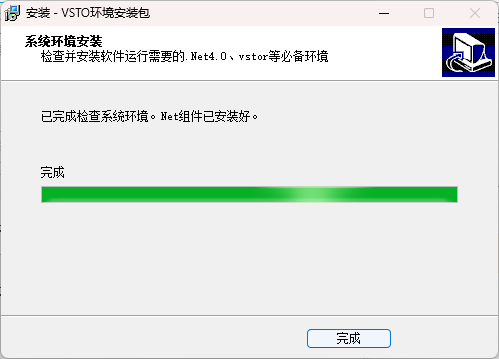 安装 - VSTO环境安装包
系统环境安装
检查并安装软件运行需要的.Net4.0、vstor等必备环境
已完成检查系统环境。Net组件已安装好。
完成
完成